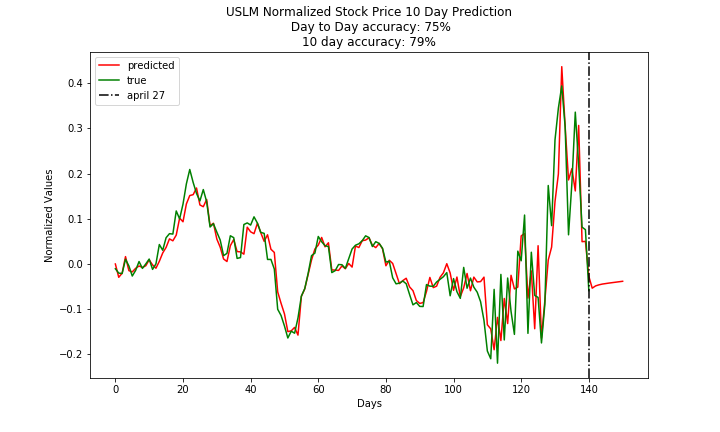 USLM Normalized Stock Price 10 Day Prediction
Day to Day accuracy: 75%
10 day accuracy: 79%
predicted
true
april 27
Normalized Values
0.4
0.3
0.2
0.1
0.0
−0.1
−0.2
0 20 40 60 80 100 120 140
Days